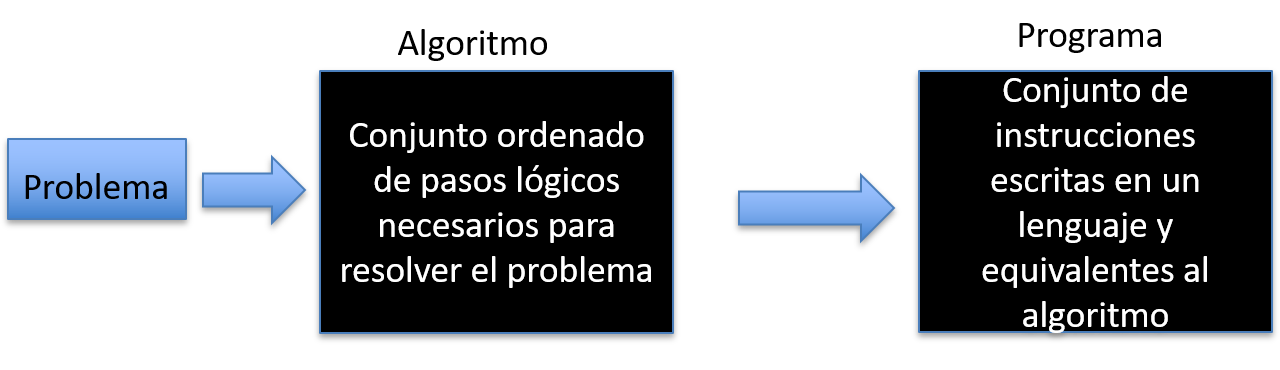 Problema
Algoritmo
Conjunto ordenado
de pasos lógicos
necesarios para
resolver el problema
Programa
Conjunto de
instrucciones
escritas en un
lenguaje y
equivalentes al
algoritmo